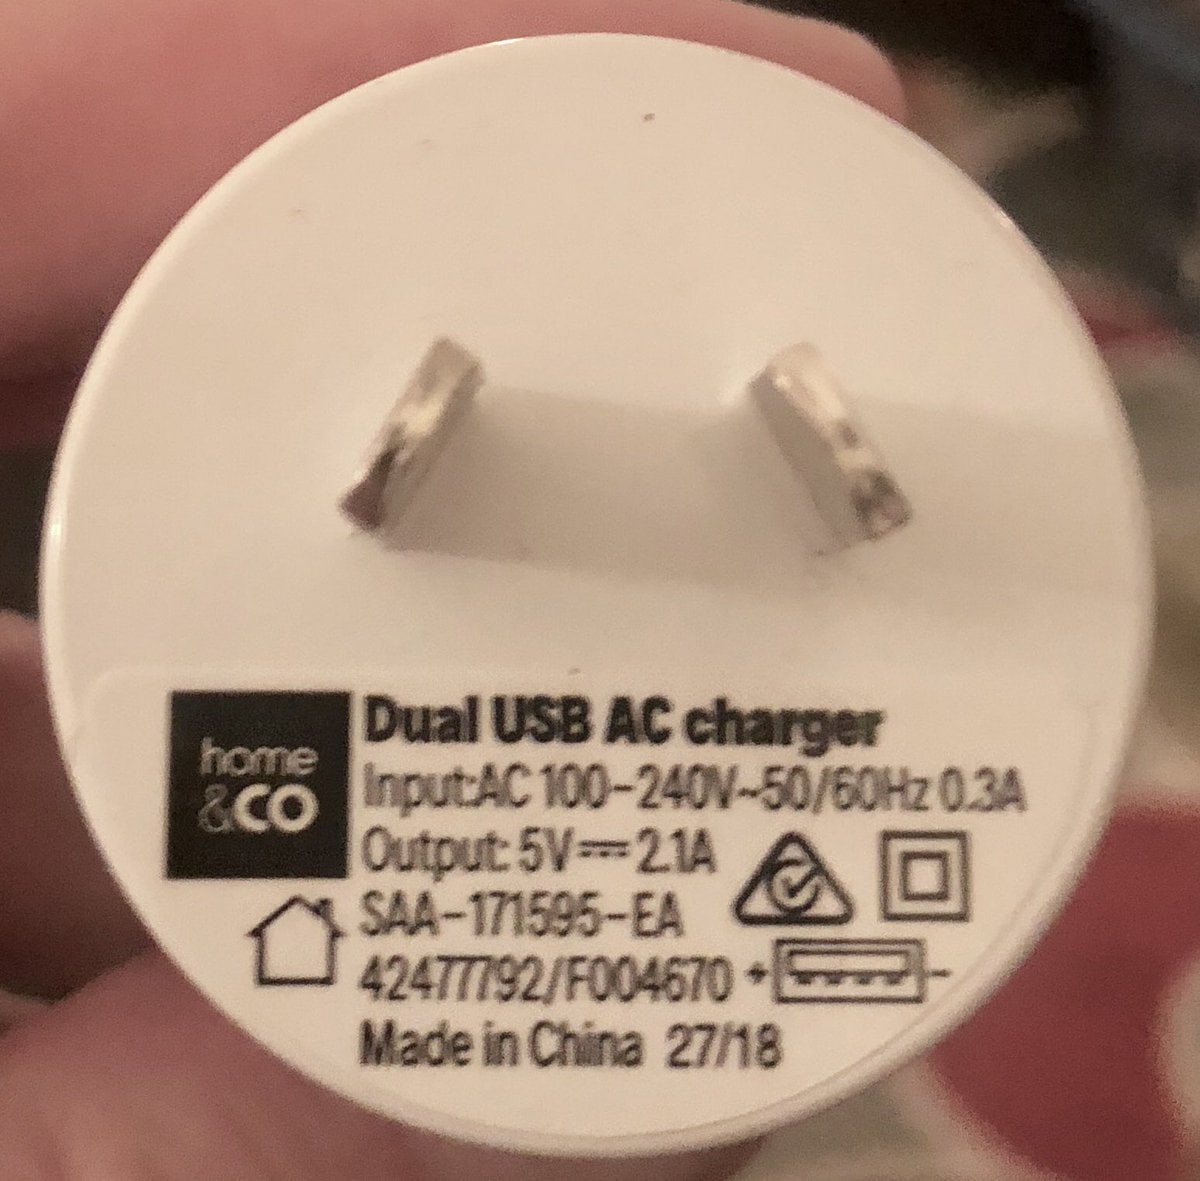 home
&CO
Dual USB AC charger
Input:AC 100-240V~50/60Hz 0.3A
Output: 5V⎓2.1A
SAA-171595-EA
42477792/F004670 + -
Made in China 27/18